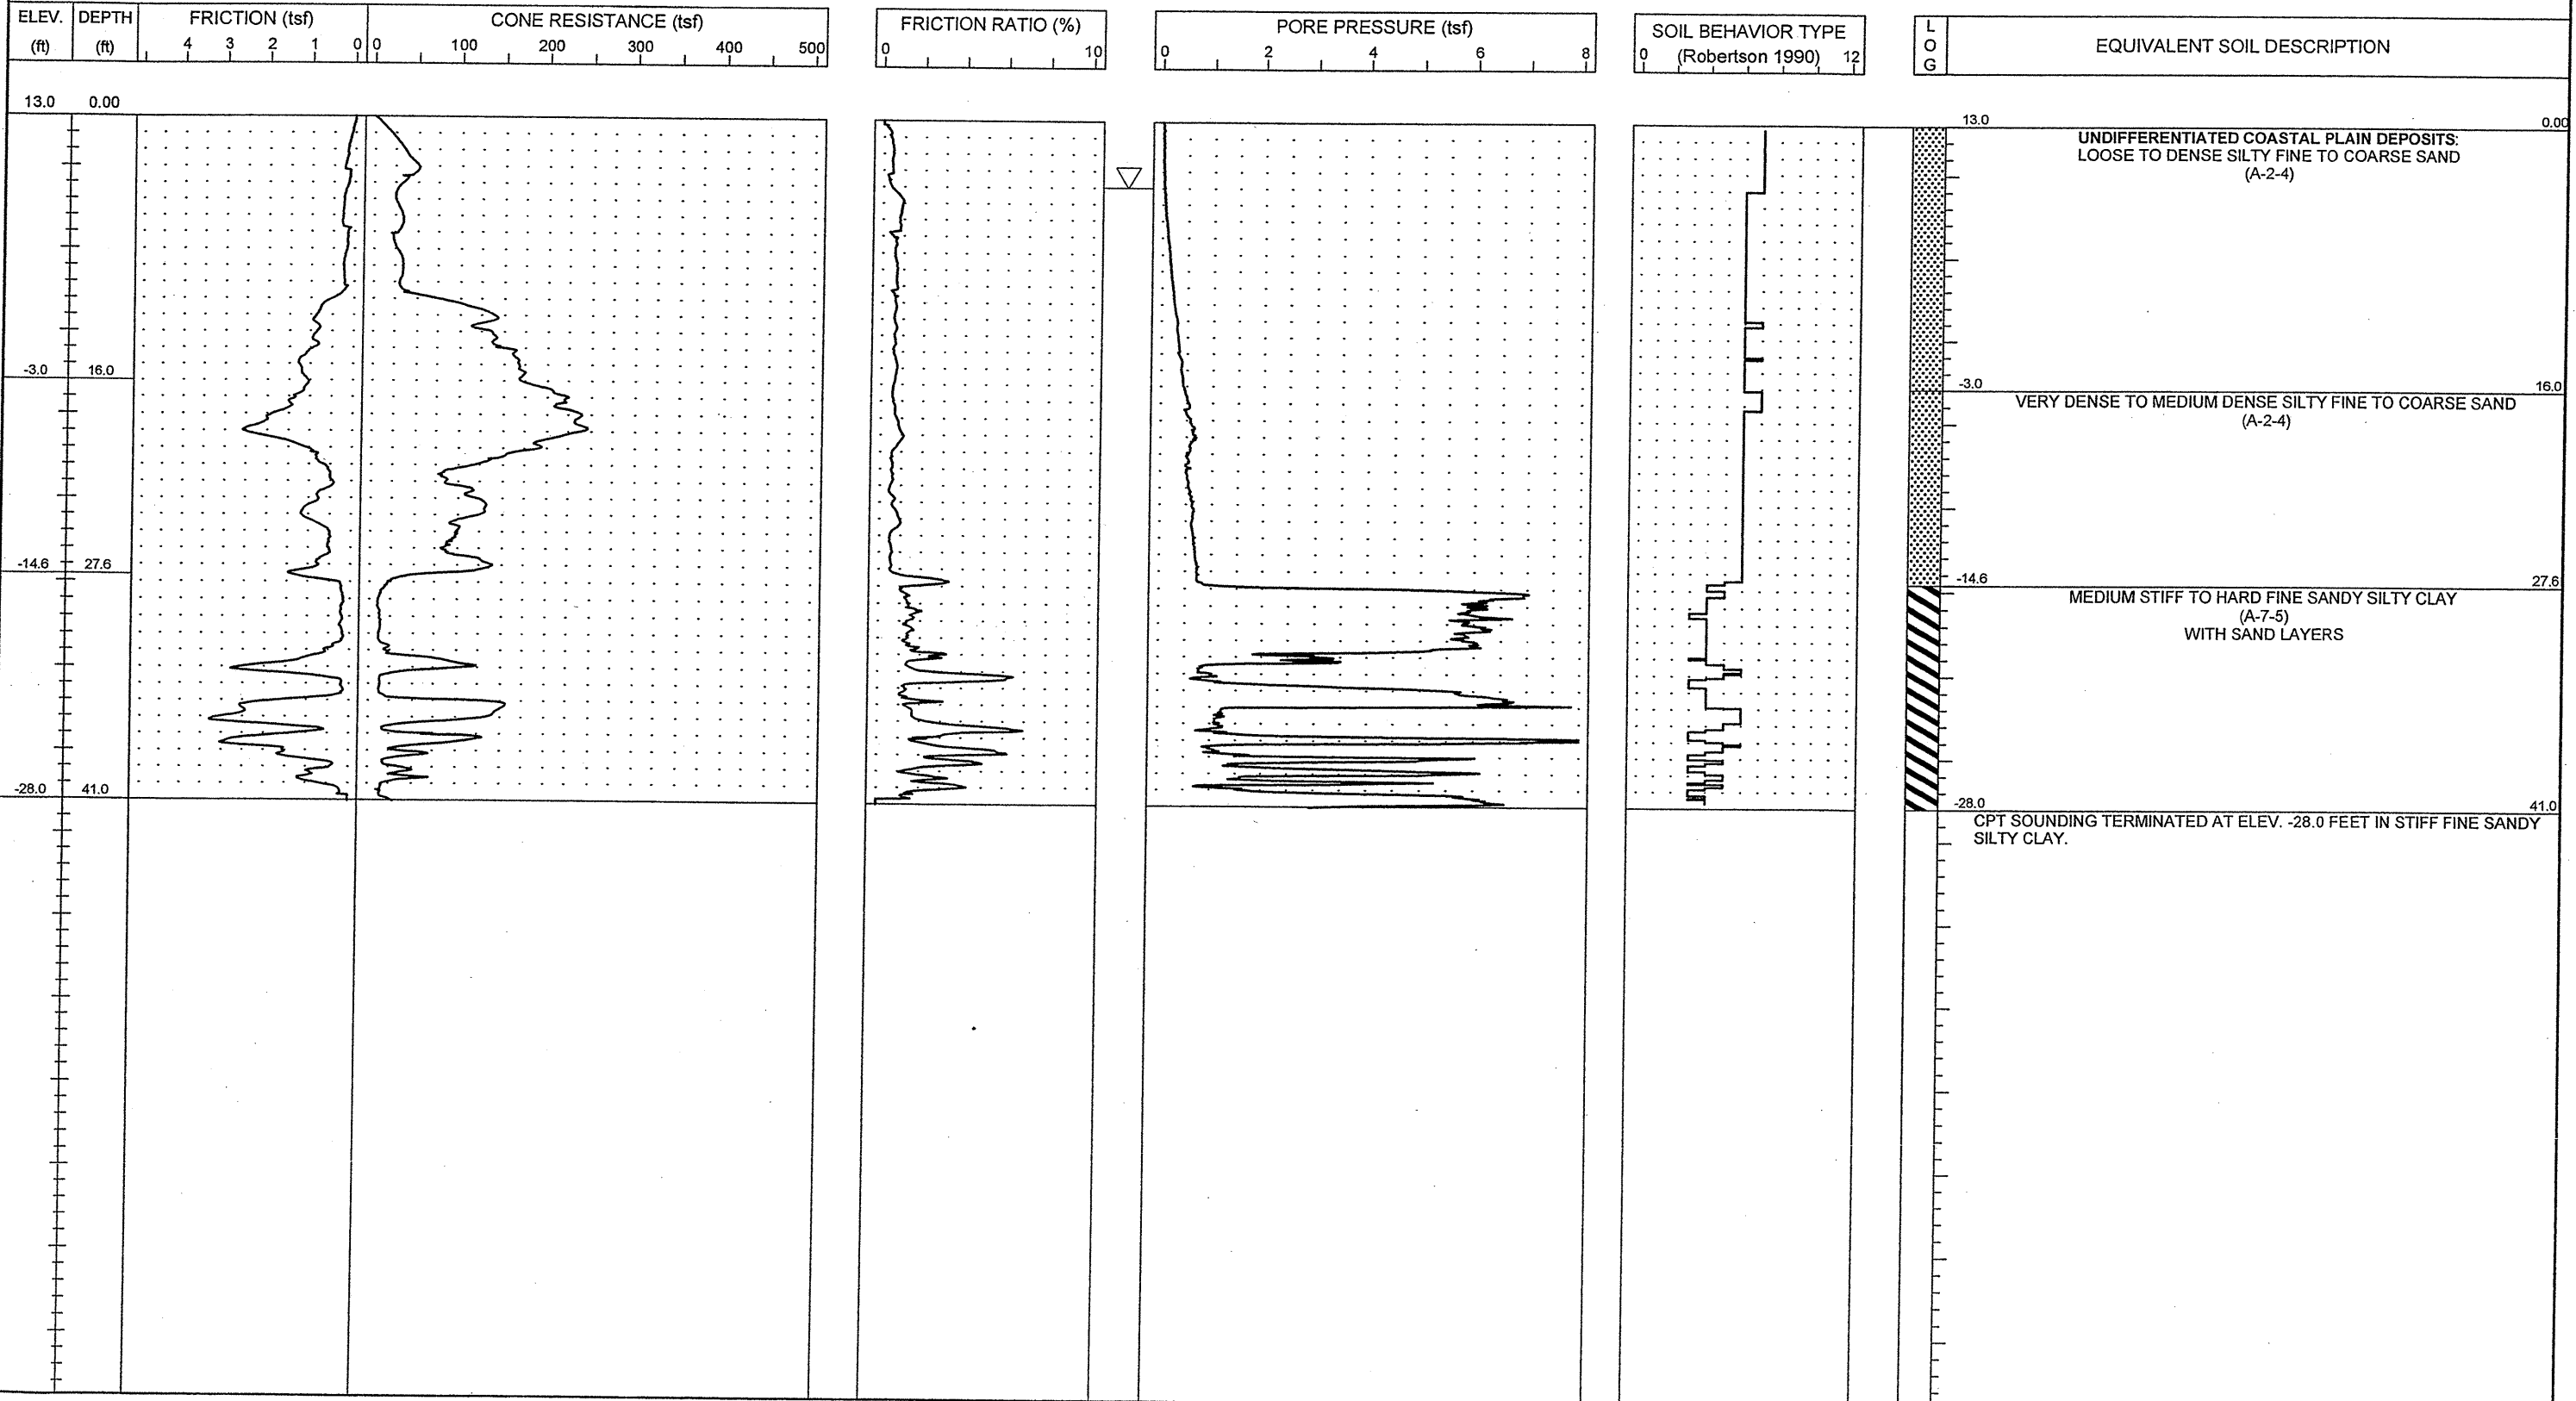 ELEV. DEPTH FRICTION (tsf) CONE RESISTANCE (tsf) FRICTION RATIO (%) PORE PRESSURE (tsf) SOIL BEHAVIOR TYPE LOG EQUIVALENT SOIL DESCRIPTION
(ft) (ft) 4 3 2 1 0 0 100 200 300 400 500 0 10 0 2 4 6 8 0 (Robertson 1990) 12
13.0 0.00
13.0 0.00
UNDIFFERENTIATED COASTAL PLAIN DEPOSITS:
LOOSE TO DENSE SILTY FINE TO COARSE SAND
(A-2-4)
-3.0 16.0
-3.0 16.0
VERY DENSE TO MEDIUM DENSE SILTY FINE TO COARSE SAND
(A-2-4)
-14.6 27.6
-14.6 27.6
MEDIUM STIFF TO HARD FINE SANDY SILTY CLAY
(A-7-5)
WITH SAND LAYERS
-28.0 41.0
-28.0 41.0
CPT SOUNDING TERMINATED AT ELEV. -28.0 FEET IN STIFF FINE SANDY
SILTY CLAY.